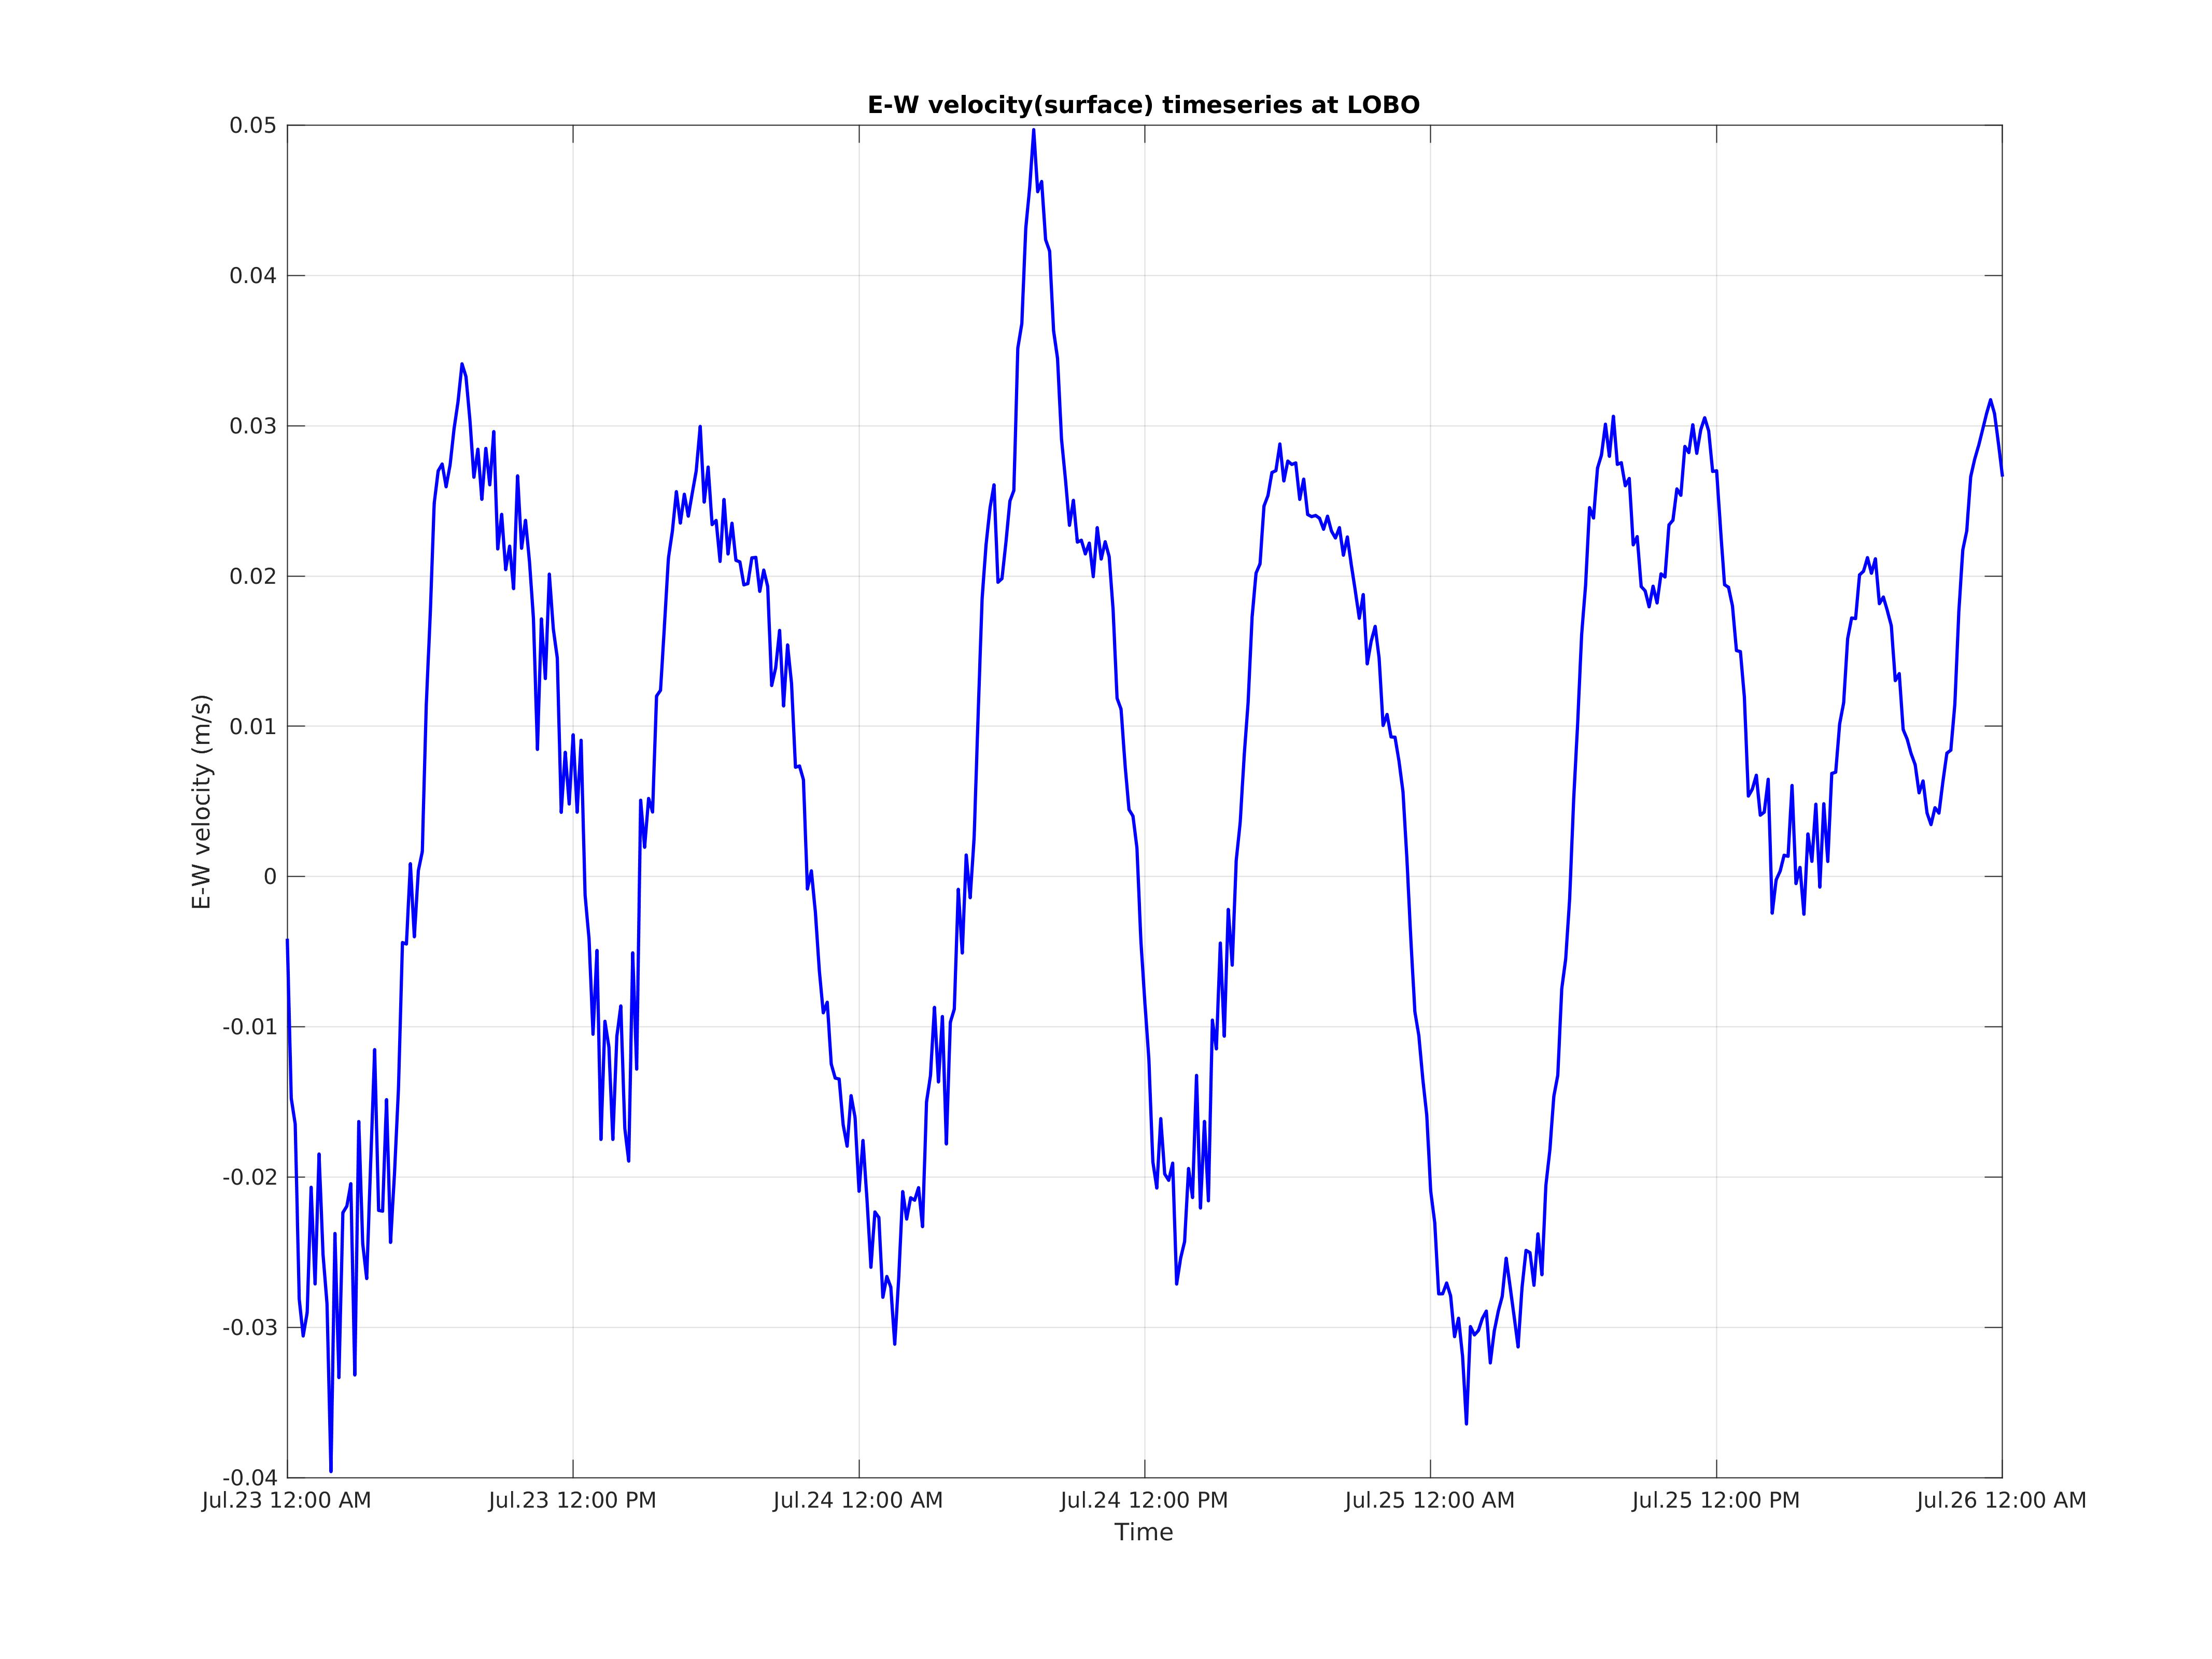 E-W velocity(surface) timeseries at LOBO
0.05
0.04
0.03
0.02
0.01
0
-0.01
-0.02
-0.03
-0.04
E-W velocity (m/s)
Jul.23 12:00 AM
Jul.23 12:00 PM
Jul.24 12:00 AM
Jul.24 12:00 PM
Jul.25 12:00 AM
Jul.25 12:00 PM
Jul.26 12:00 AM
Time